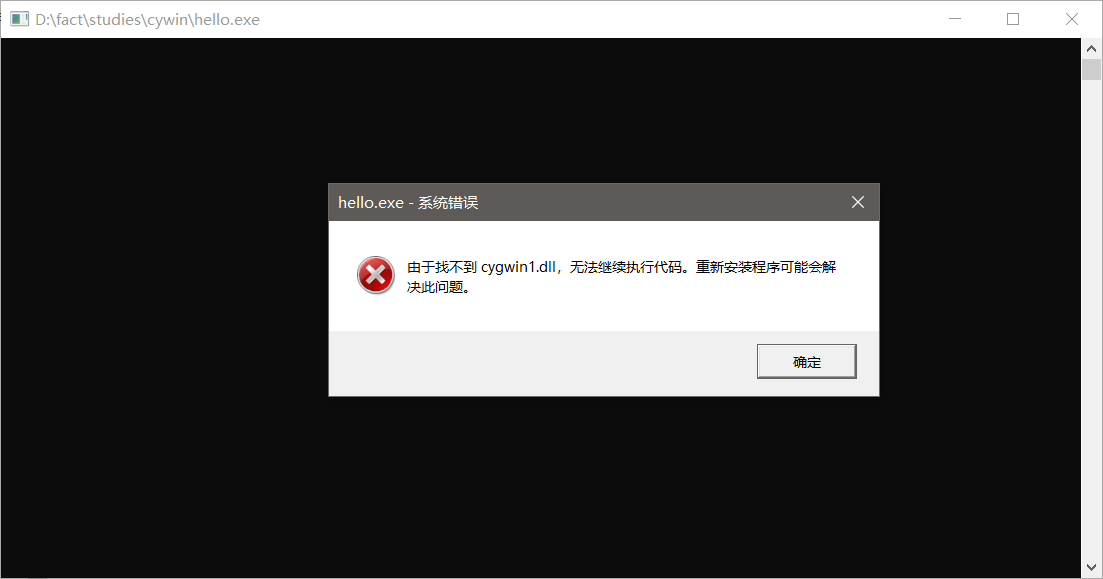 D:\fact\studies\cywin\hello.exe
hello.exe - 系统错误
由于找不到 cygwin1.dll，无法继续执行代码。重新安装程序可能会解
决此问题。
确定